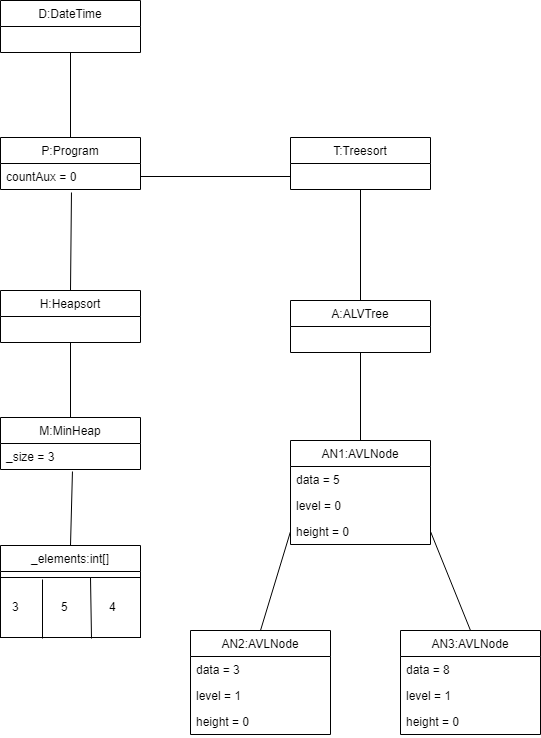 D:DateTime
P:Program
countAux = 0
T:Treesort
H:Heapsort
A:ALVTree
M:MinHeap
_size = 3
AN1:AVLNode
data = 5
level = 0
height = 0
_elements:int[]
3 5 4
AN2:AVLNode
data = 3
level = 1
height = 0
AN3:AVLNode
data = 8
level = 1
height = 0